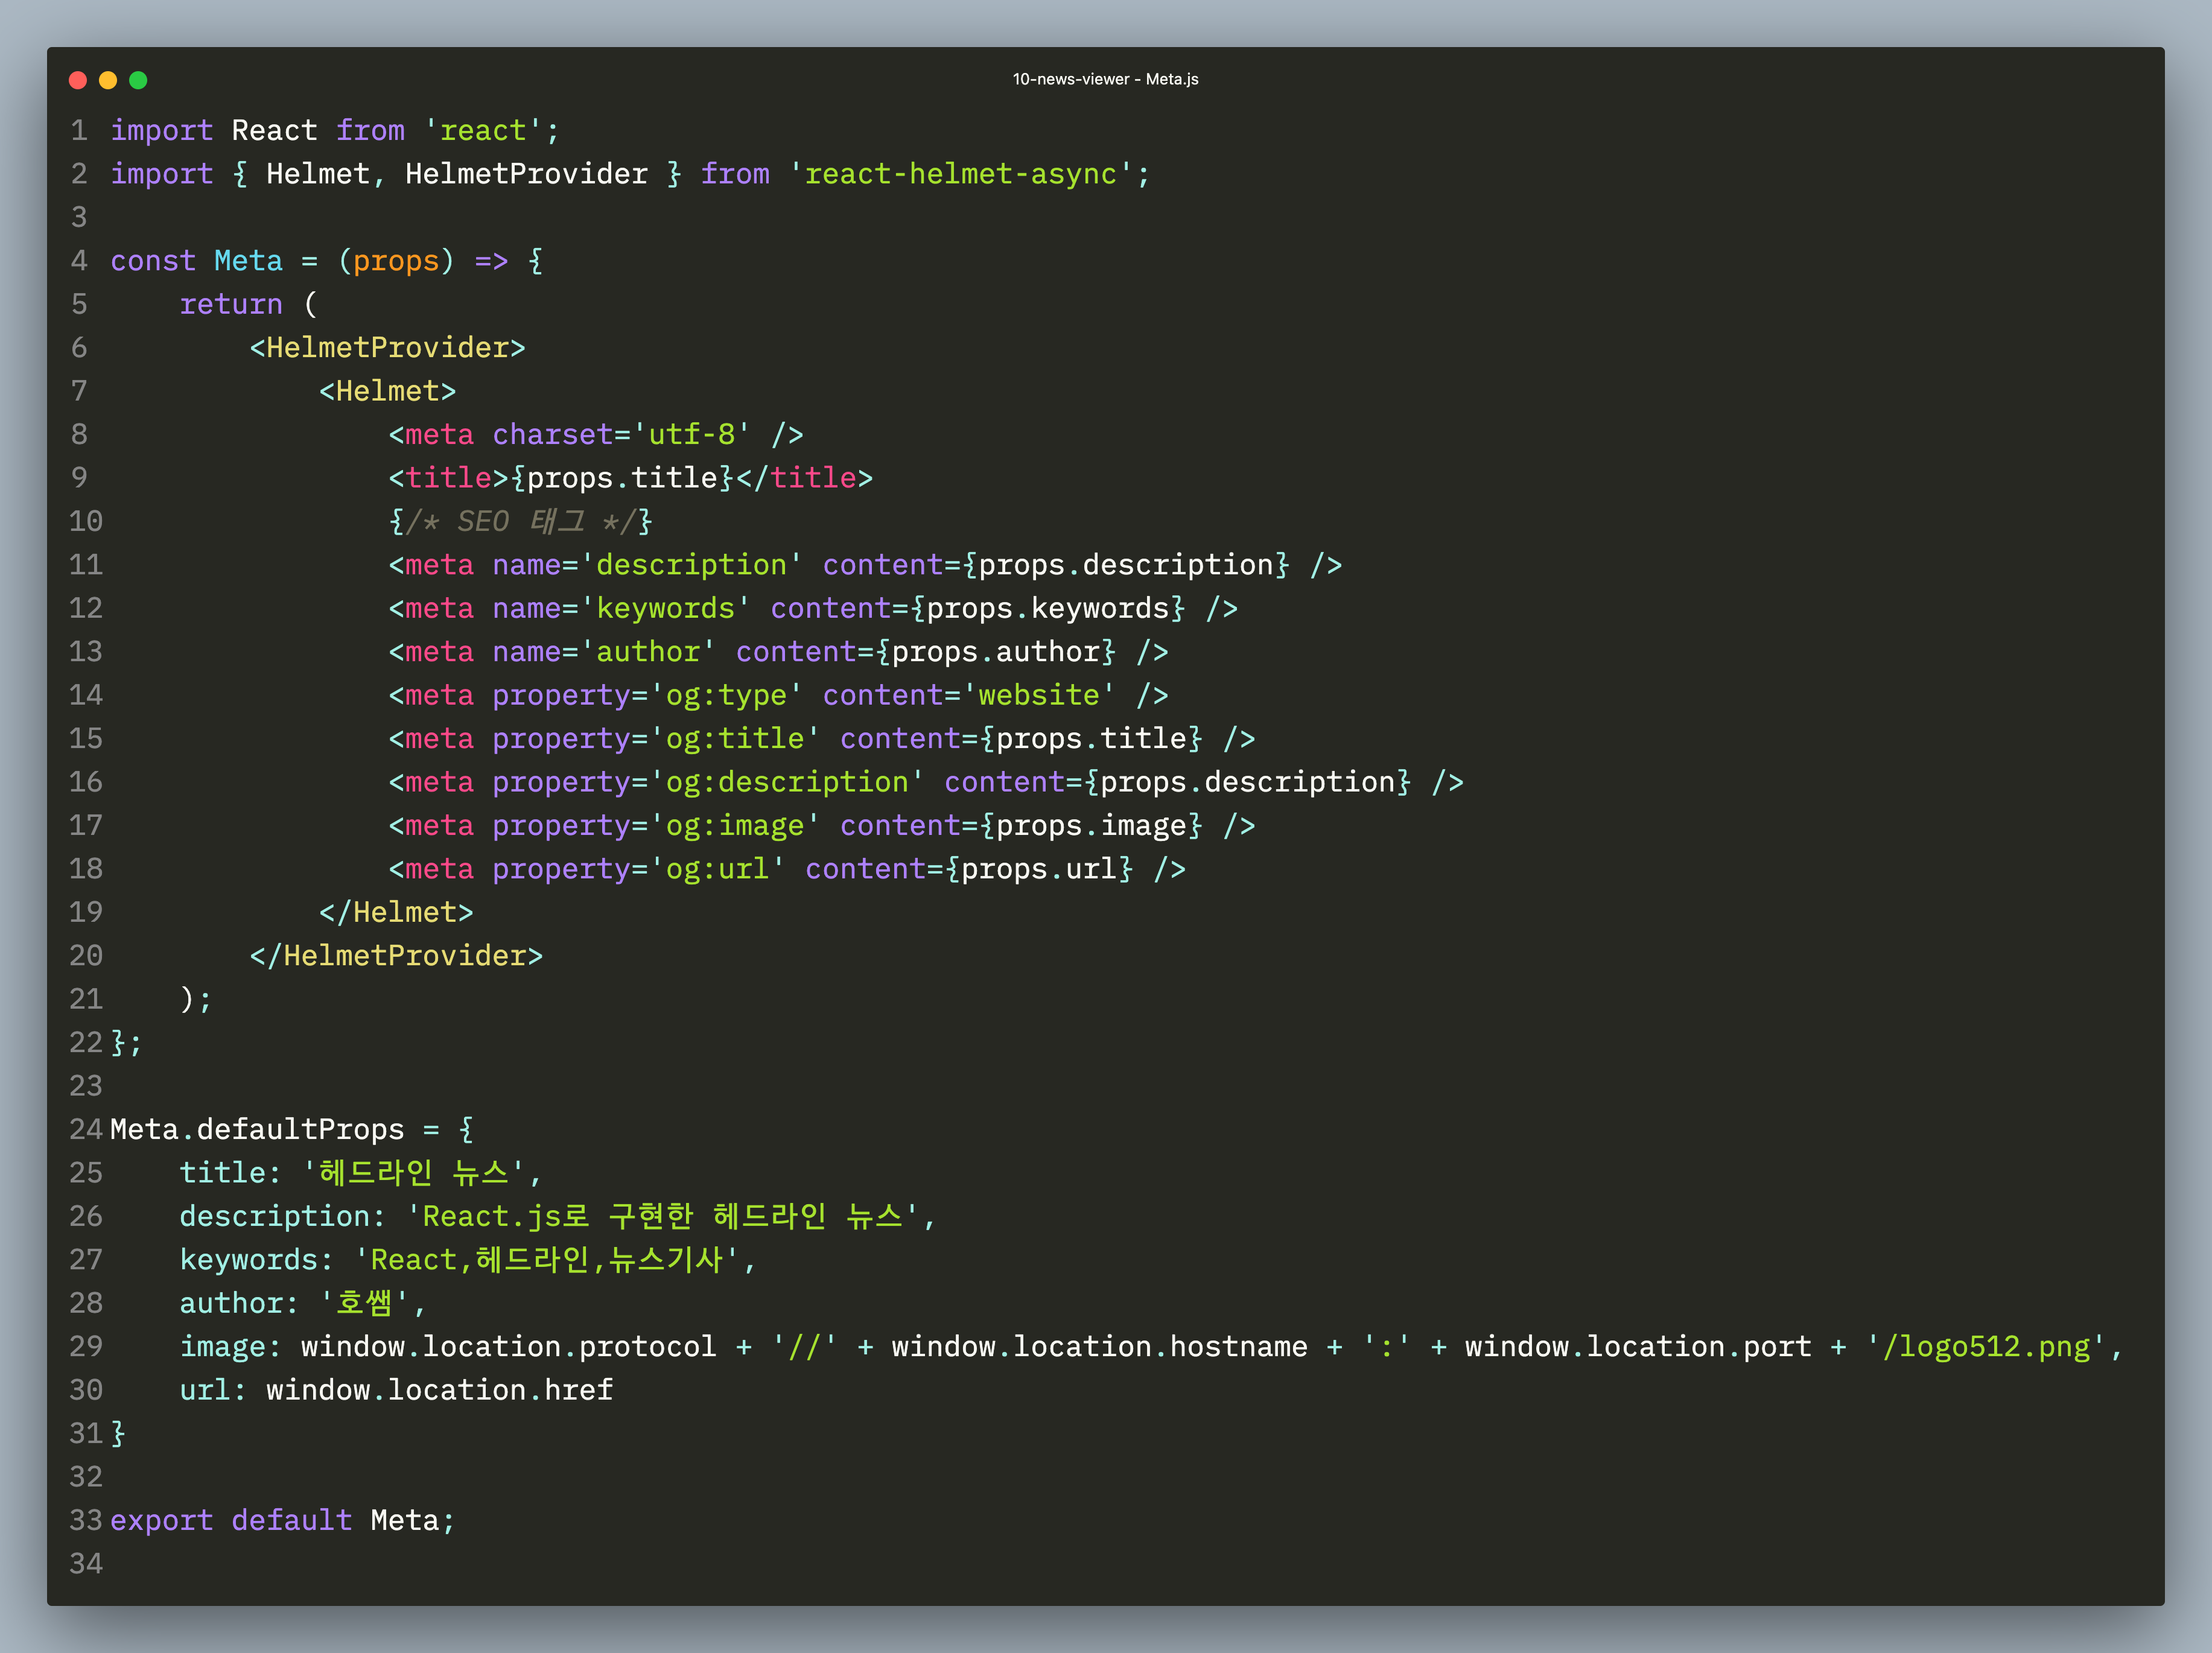 10-news-viewer - Meta.js
1 import React from 'react';
2 import { Helmet, HelmetProvider } from 'react-helmet-async';
3
4 const Meta = (props) => {
5     return (
6         <HelmetProvider>
7             <Helmet>
8                 <meta charset='utf-8' />
9                 <title>{props.title}</title>
10                 {/* SEO 태그 */}
11                 <meta name='description' content={props.description} />
12                 <meta name='keywords' content={props.keywords} />
13                 <meta name='author' content={props.author} />
14                 <meta property='og:type' content='website' />
15                 <meta property='og:title' content={props.title} />
16                 <meta property='og:description' content={props.description} />
17                 <meta property='og:image' content={props.image} />
18                 <meta property='og:url' content={props.url} />
19             </Helmet>
20         </HelmetProvider>
21     );
22 };
23
24 Meta.defaultProps = {
25     title: '헤드라인 뉴스',
26     description: 'React.js로 구현한 헤드라인 뉴스',
27     keywords: 'React,헤드라인,뉴스기사',
28     author: '호쌤',
29     image: window.location.protocol + '//' + window.location.hostname + ':' + window.location.port + '/logo512.png',
30     url: window.location.href
31 }
32
33 export default Meta;
34